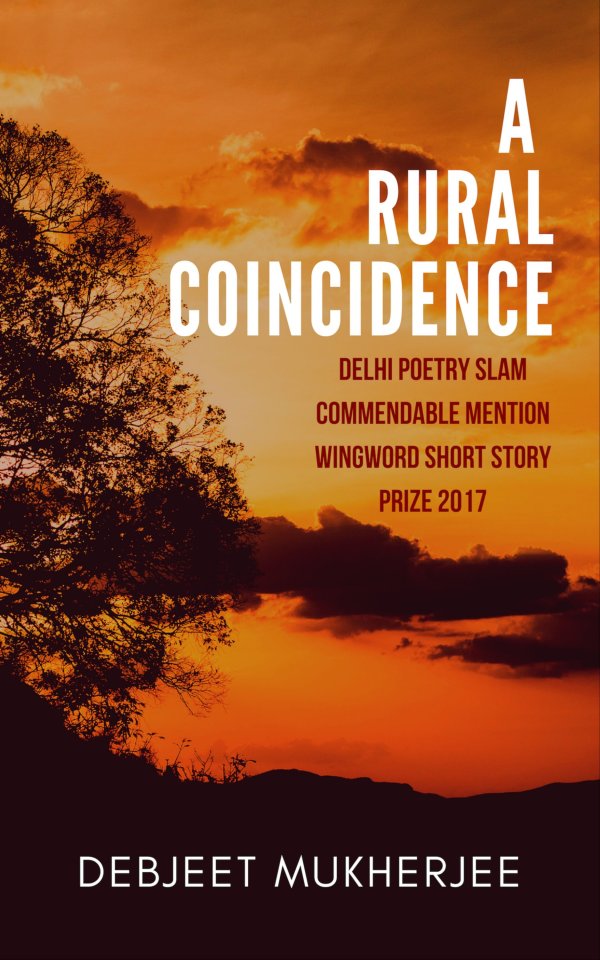 A
RURAL
COINCIDENCE
DELHI POETRY SLAM
COMMENDABLE MENTION
WINGWORD SHORT STORY
PRIZE 2017
DEBJEET MUKHERJEE